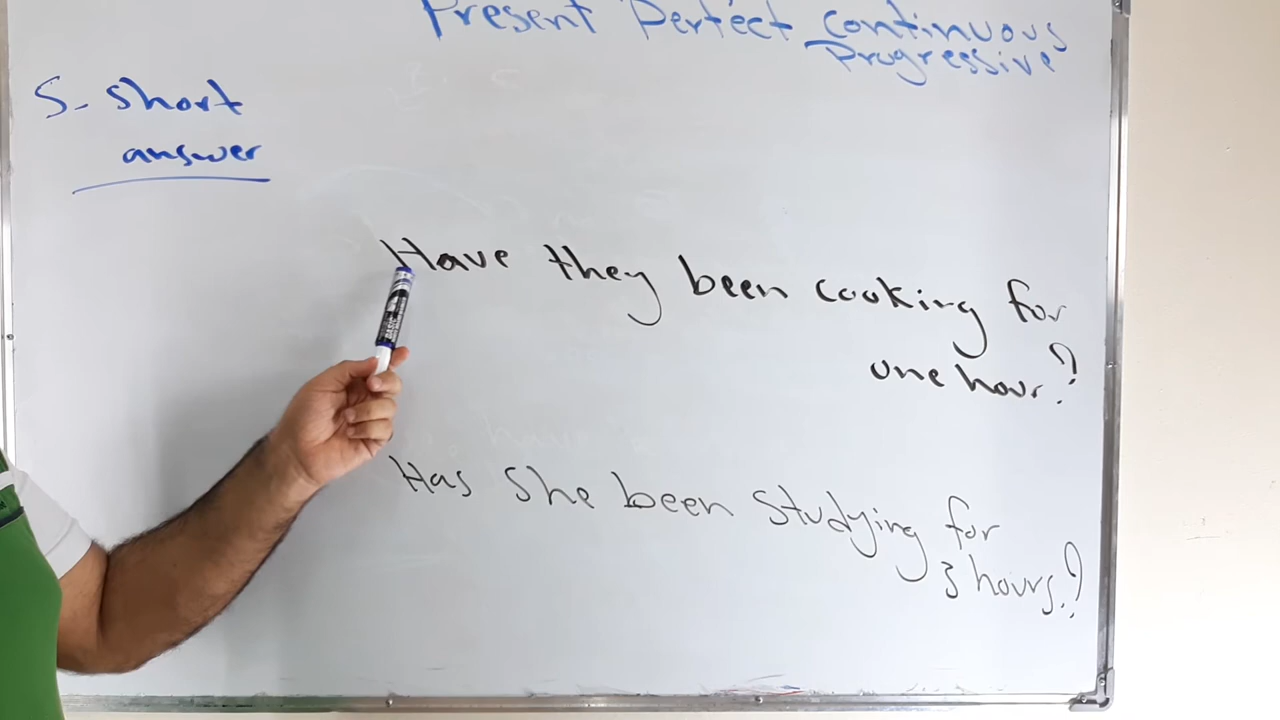 Present Perfect continuous
Progressive
5- short
answer
Have they been cooking for
one hour?
Has she been studying for
3 hours?